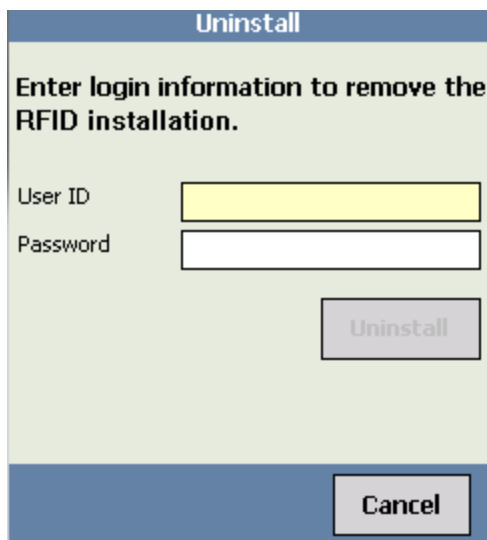 Uninstall
Enter login information to remove the
RFID installation.
User ID
Password
Uninstall
Cancel